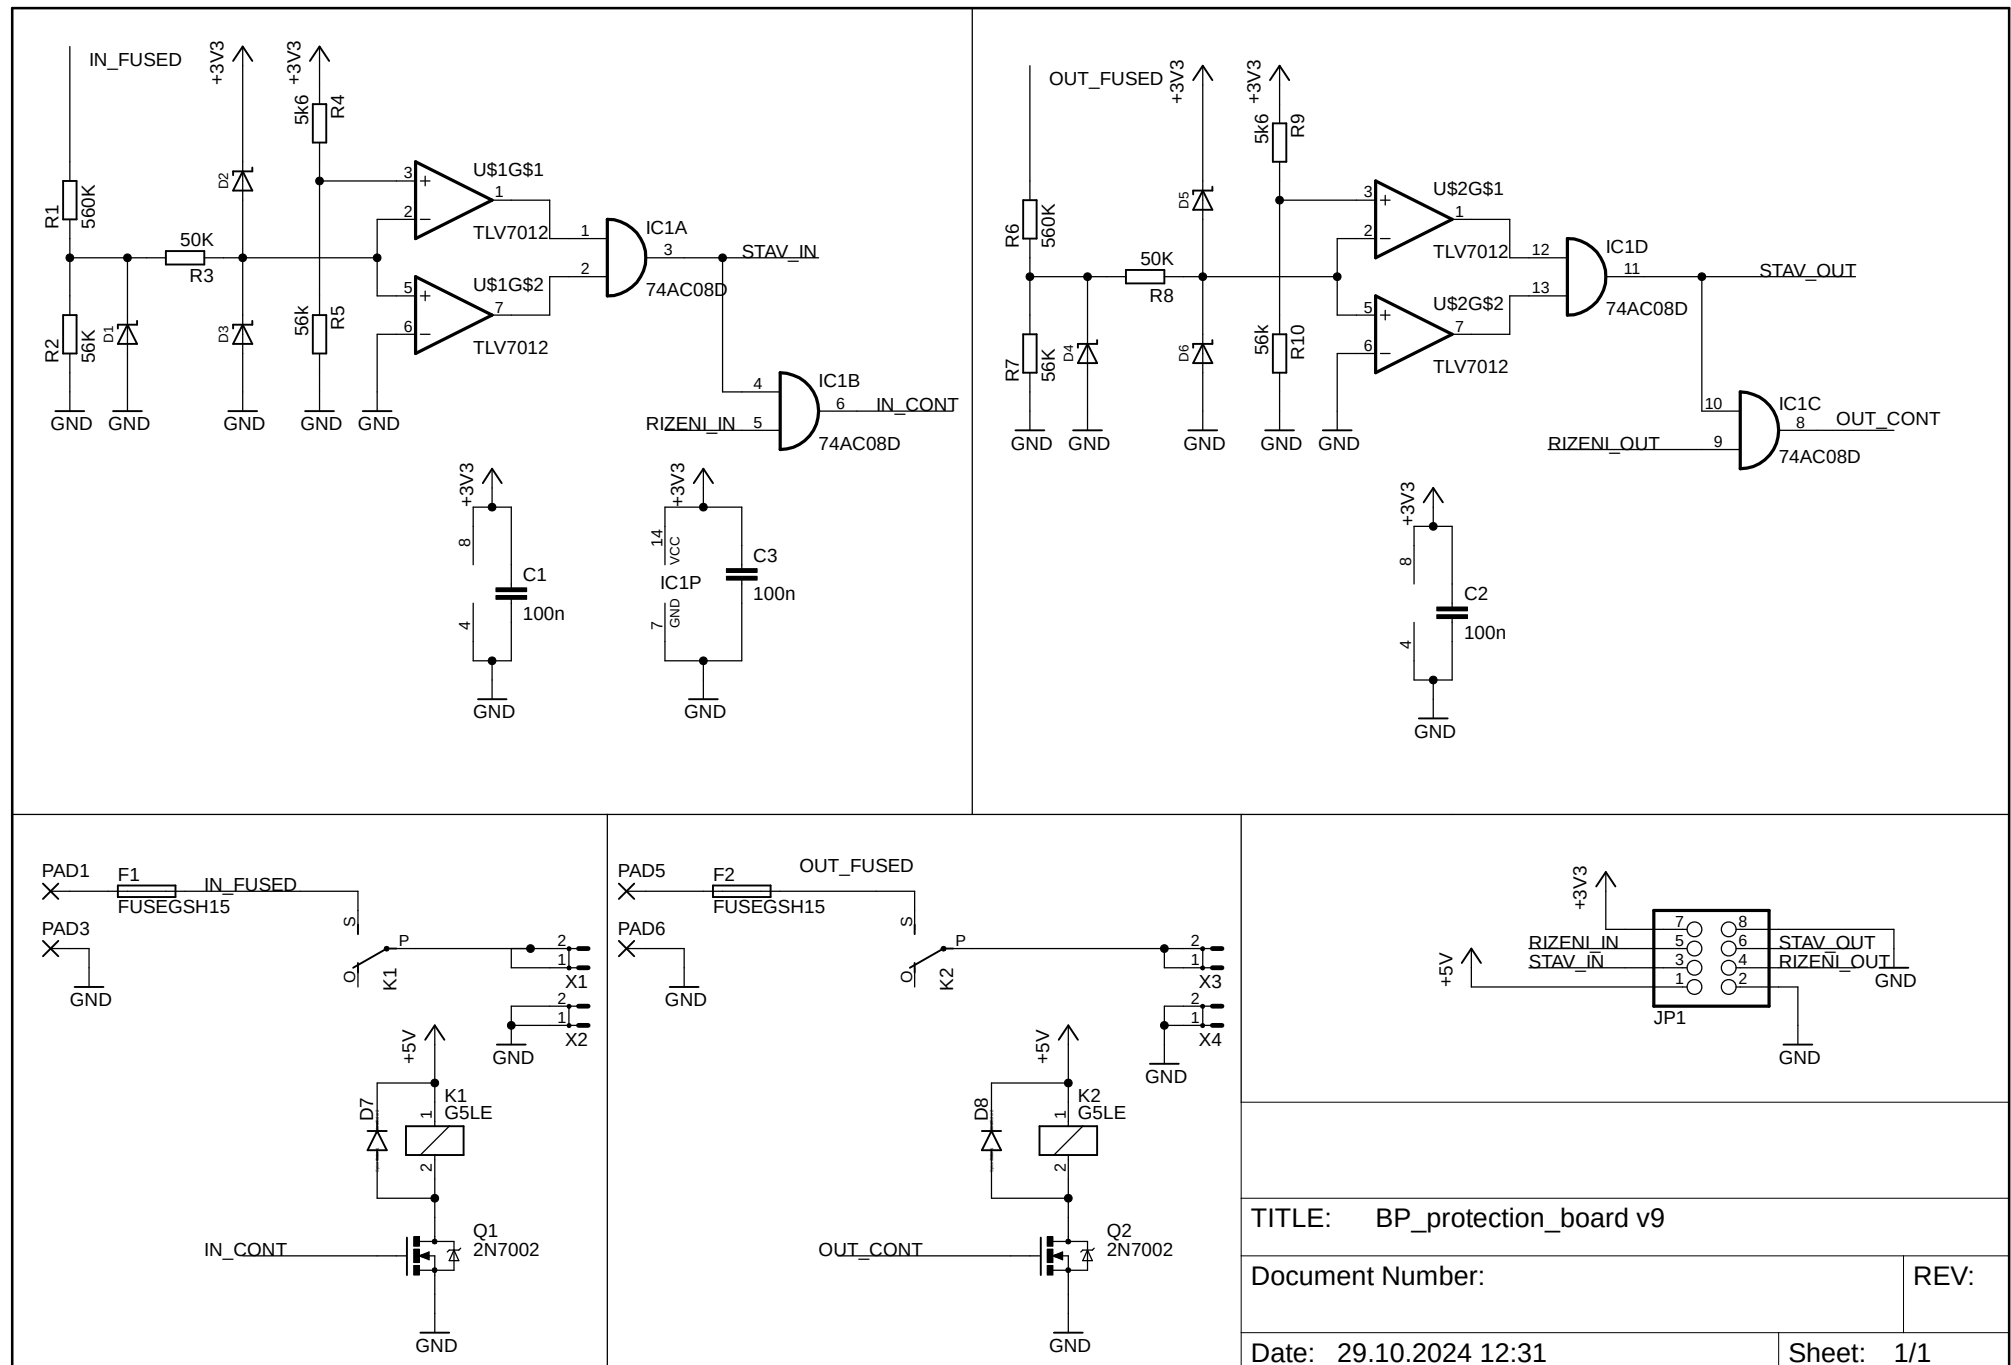 IN_FUSED
+3V3
+3V3
5k6
R4
R1
560K
D2
3
2
U$1G$1
1
TLV7012
50K
R3
R2
56K
D1
D3
56k
R5
5
6
U$1G$2
7
TLV7012
1
2
IC1A
3
STAV_IN
74AC08D
GND
GND
GND
GND
GND
4
RIZENI_IN
5
IC1B
6
IN_CONT
74AC08D
+3V3
8
4
C1
100n
GND
+3V3
14
VCC
IC1P
7
GND
C3
100n
GND
OUT_FUSED
+3V3
+3V3
5k6
R9
R6
560K
D5
3
2
U$2G$1
1
TLV7012
50K
R8
R7
56K
D4
D6
56k
R10
5
6
U$2G$2
7
TLV7012
12
13
IC1D
11
STAV_OUT
74AC08D
GND
GND
GND
GND
GND
10
RIZENI_OUT
9
IC1C
8
OUT_CONT
74AC08D
+3V3
8
4
C2
100n
GND
PAD1
F1
IN_FUSED
FUSEGSH15
PAD3
GND
S
P
O
K1
2
1
X1
2
1
X2
GND
+5V
D7
K1
G5LE
1
2
IN_CONT
Q1
2N7002
GND
PAD5
F2
OUT_FUSED
FUSEGSH15
PAD6
GND
S
P
O
K2
2
1
X3
2
1
X4
GND
+5V
D8
K2
G5LE
1
2
OUT_CONT
Q2
2N7002
GND
+3V3
+5V
7
8
RIZENI_IN
5
6
STAV_OUT
STAV_IN
3
4
RIZENI_OUT
1
2
GND
JP1
GND
TITLE: BP_protection_board v9
Document Number:
REV:
Date: 29.10.2024 12:31
Sheet: 1/1